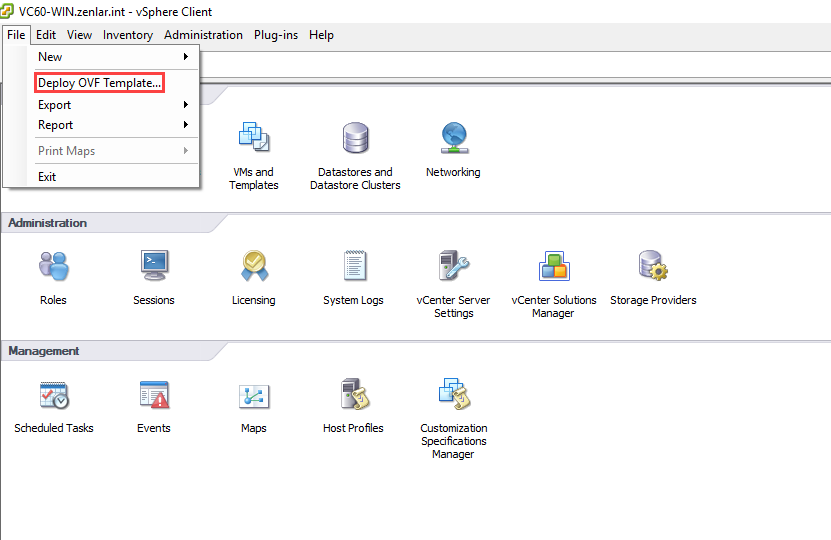 VC60-WIN.zenlar.int - vSphere Client
File Edit View Inventory Administration Plug-ins Help
New
Deploy OVF Template...
Export
Report
Print Maps
Exit
VMs and
Templates
Datastores and
Datastore Clusters
Networking
Administration
Roles
Sessions
Licensing
System Logs
vCenter Server
Settings
vCenter Solutions
Manager
Storage Providers
Management
Scheduled Tasks
Events
Maps
Host Profiles
Customization
Specifications
Manager